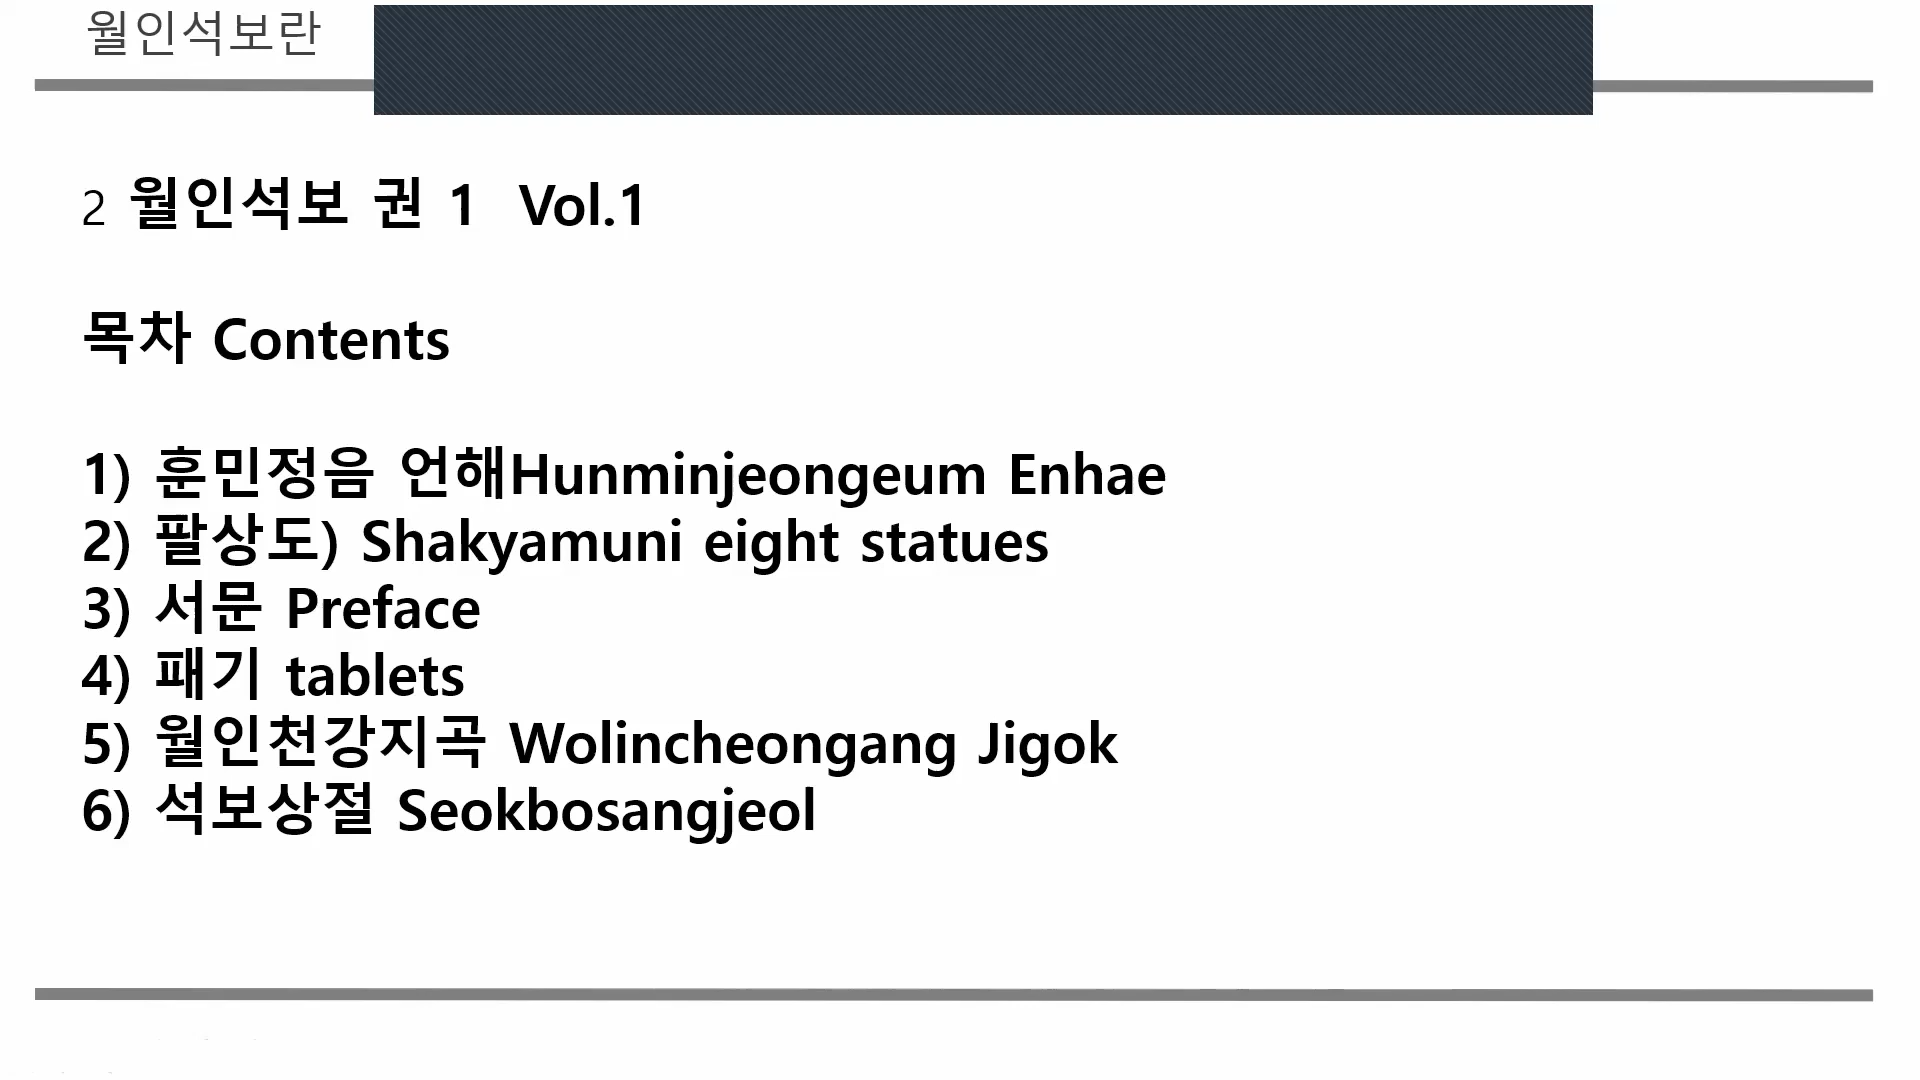 월인석보란
2 월인석보 권 1 Vol.1
목차 Contents
1) 훈민정음 언해Hunminjeongeum Enhae
2) 팔상도) Shakyamuni eight statues
3) 서문 Preface
4) 패기 tablets
5) 월인천강지곡 Wolincheongang Jigok
6) 석보상절 Seokbosangjeol